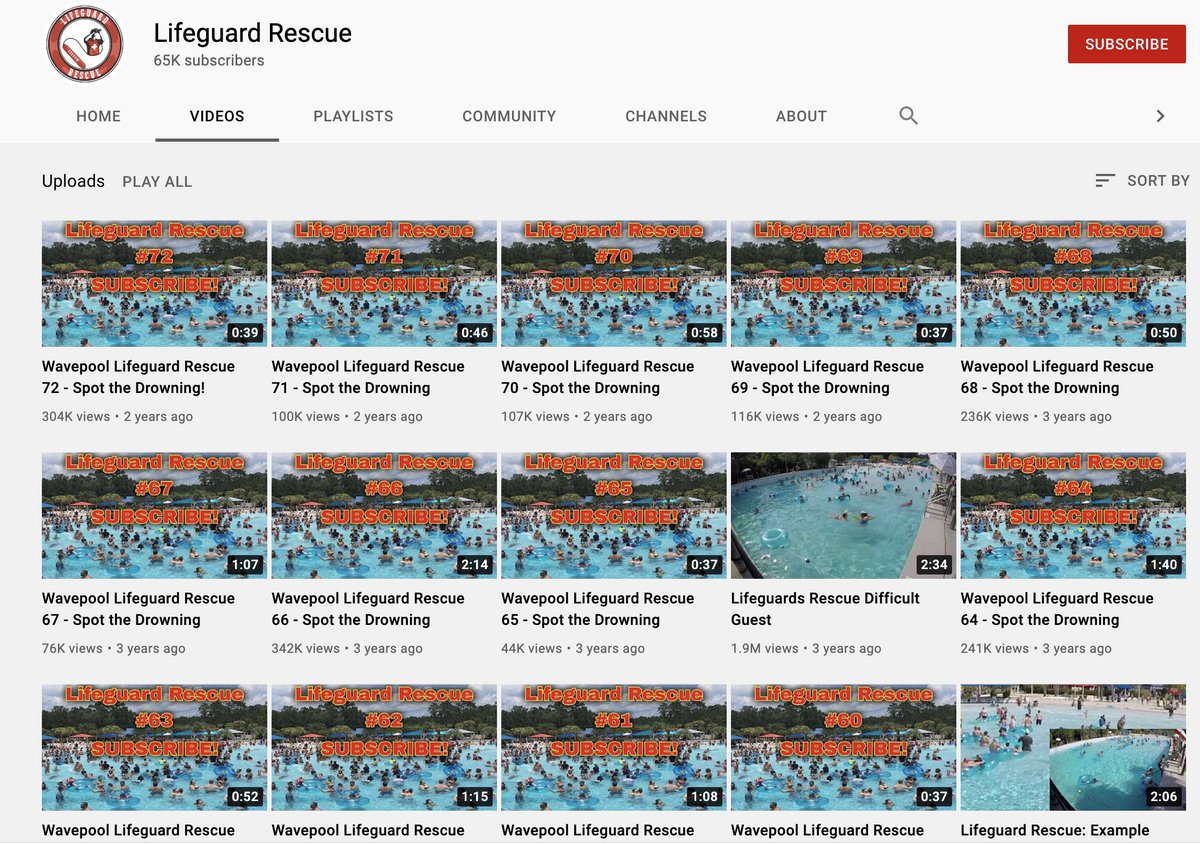 LIFEGUARD
RESCUE
Lifeguard Rescue
65K subscribers
SUBSCRIBE
HOME VIDEOS PLAYLISTS COMMUNITY CHANNELS ABOUT
Uploads PLAY ALL SORT BY
Lifeguard Rescue Lifeguard Rescue Lifeguard Rescue Lifeguard Rescue Lifeguard Rescue
#72 #71 #70 #69 #68
SUBSCRIBE! SUBSCRIBE! SUBSCRIBE! SUBSCRIBE! SUBSCRIBE!
0:39 0:46 0:58 0:37 0:50
Wavepool Lifeguard Rescue Wavepool Lifeguard Rescue Wavepool Lifeguard Rescue Wavepool Lifeguard Rescue Wavepool Lifeguard Rescue
72 - Spot the Drowning! 71 - Spot the Drowning 70 - Spot the Drowning 69 - Spot the Drowning 68 - Spot the Drowning
304K views • 2 years ago 100K views • 2 years ago 107K views • 2 years ago 116K views • 2 years ago 236K views • 3 years ago
Lifeguard Rescue Lifeguard Rescue Lifeguard Rescue Lifeguard Rescue
#67 #66 #65 #64
SUBSCRIBE! SUBSCRIBE! SUBSCRIBE! SUBSCRIBE!
1:07 2:14 0:37 2:34 1:40
Wavepool Lifeguard Rescue Wavepool Lifeguard Rescue Wavepool Lifeguard Rescue Lifeguards Rescue Difficult Wavepool Lifeguard Rescue
67 - Spot the Drowning 66 - Spot the Drowning 65 - Spot the Drowning Guest 64 - Spot the Drowning
76K views • 3 years ago 342K views • 3 years ago 44K views • 3 years ago 1.9M views • 3 years ago 241K views • 3 years ago
Lifeguard Rescue Lifeguard Rescue Lifeguard Rescue Lifeguard Rescue
#63 #62 #61 #60
SUBSCRIBE! SUBSCRIBE! SUBSCRIBE! SUBSCRIBE!
0:52 1:15 1:08 0:37 2:06
Wavepool Lifeguard Rescue Wavepool Lifeguard Rescue Wavepool Lifeguard Rescue Wavepool Lifeguard Rescue Lifeguard Rescue: Example